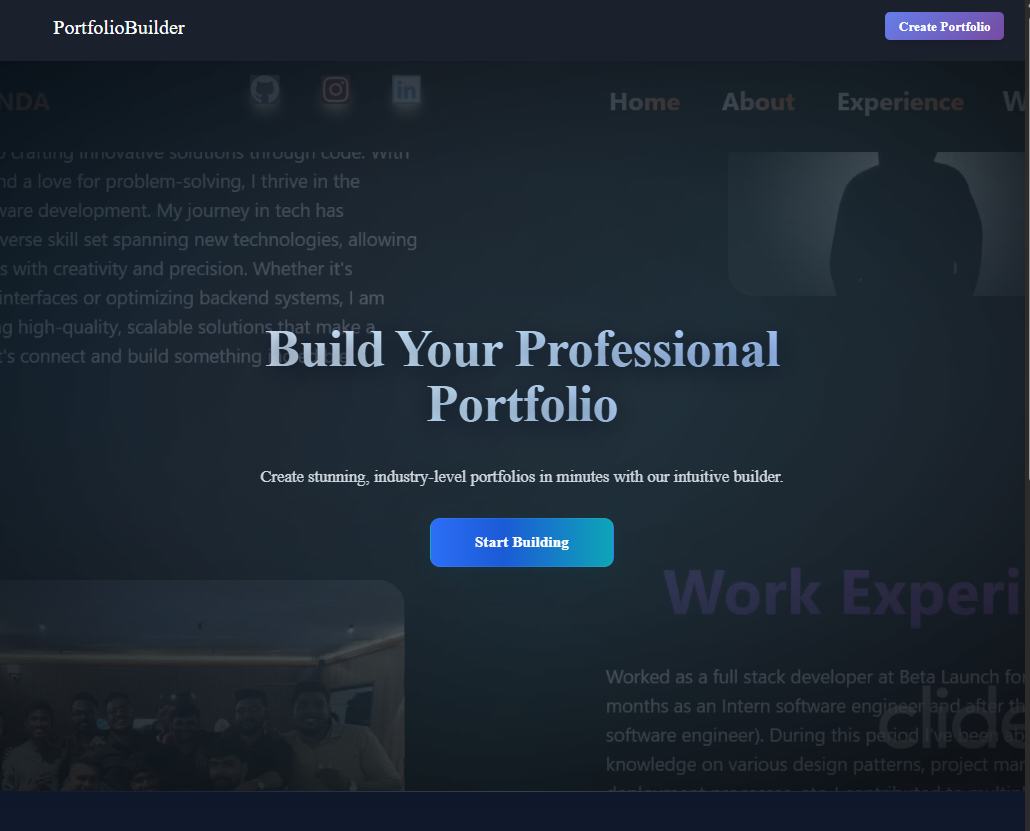 PortfolioBuilder
Create Portfolio
NDA
Home About Experience W
crafting innovative solutions through code. With
nd a love for problem-solving, I thrive in the
ware development. My journey in tech has
verse skill set spanning new technologies, allowing
s with creativity and precision. Whether it's
interfaces or optimizing backend systems, I am
ng high-quality, scalable solutions that make a
t's connect and build something
Build Your Professional
Portfolio
Create stunning, industry-level portfolios in minutes with our intuitive builder.
Start Building
Work Experi
Worked as a full stack developer at Beta Launch for
months as an Intern software engineer and after th
software engineer). During this period I've been ab
knowledge on various design patterns, project man
clide